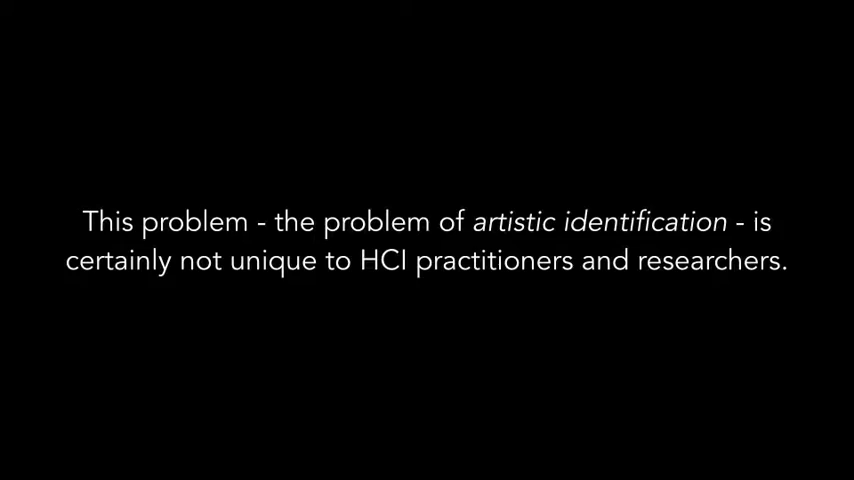 This problem - the problem of artistic identification - is
certainly not unique to HCI practitioners and researchers.